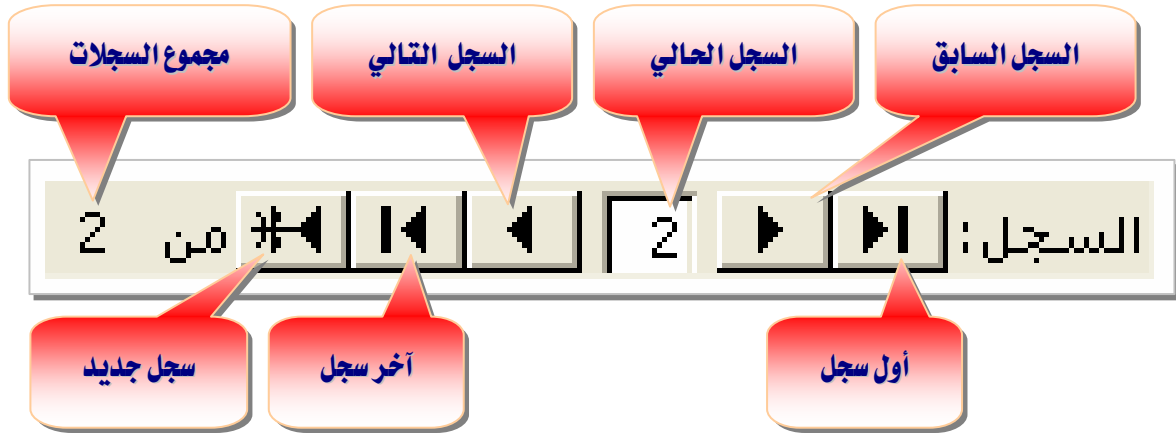 السجل السابق
السجل الحالي
السجل التالي
مجموع السجلات
السجل: 2 من 2
أول سجل
آخر سجل
سجل جديد